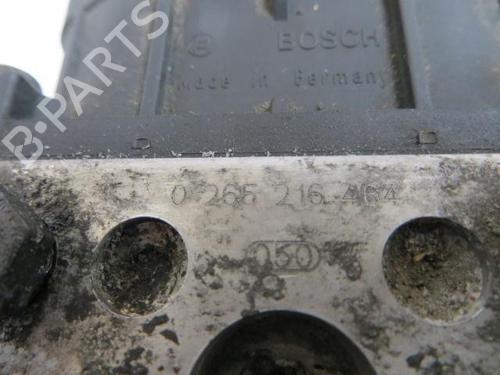 BOSCH
Made in Germany
B-PARTS
0 265 216 464
050